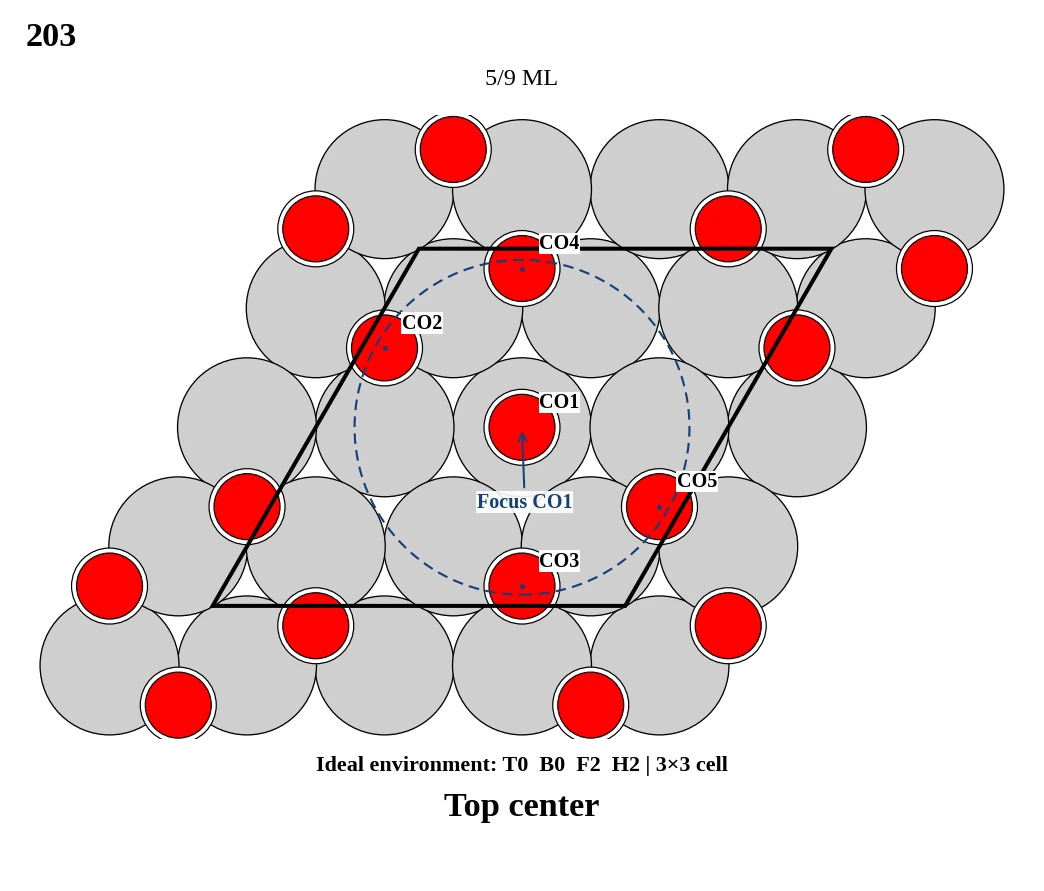 203
5/9 ML
CO4
CO2
CO1
CO5
Focus CO1
CO3
Ideal environment: T0  B0  F2  H2 | 3×3 cell
Top center